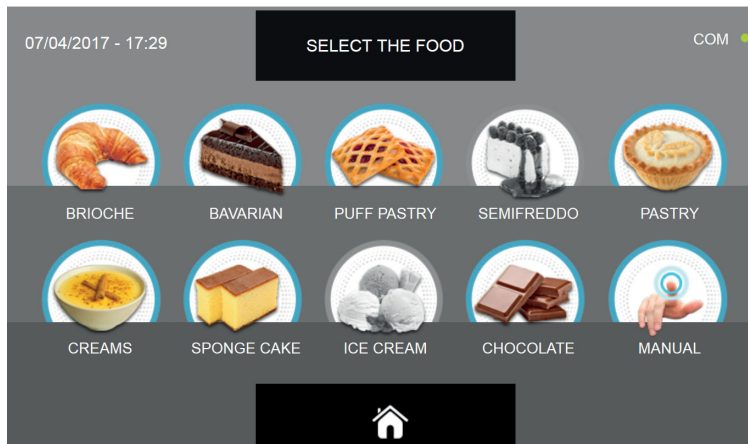 07/04/2017 - 17:29
SELECT THE FOOD
COM
BRIOCHE
BAVARIAN
PUFF PASTRY
SEMIFREDDO
PASTRY
CREAMS
SPONGE CAKE
ICE CREAM
CHOCOLATE
MANUAL